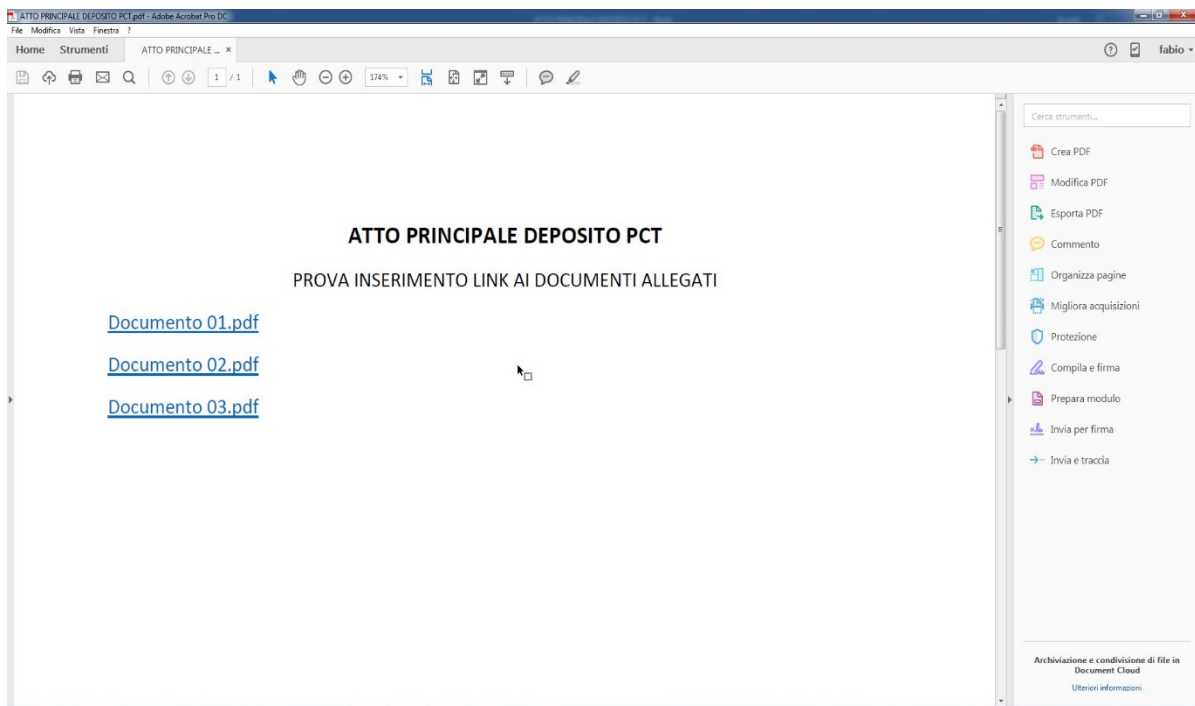 ATTO PRINCIPALE DEPOSITO PCT.pdf - Adobe Acrobat Pro DC
File Modifica Vista Finestra ?
Home Strumenti ATTO PRINCIPALE ... × fabio
1 / 1 174%
ATTO PRINCIPALE DEPOSITO PCT
PROVA INSERIMENTO LINK AI DOCUMENTI ALLEGATI
Documento 01.pdf
Documento 02.pdf
Documento 03.pdf
Cerca strumenti...
Crea PDF
Modifica PDF
Esporta PDF
Commento
Organizza pagine
Migliora acquisizioni
Protezione
Compila e firma
Prepara modulo
Invia per firma
Invia e traccia
Archiviazione e condivisione di file in
Document Cloud
Ulteriori informazioni